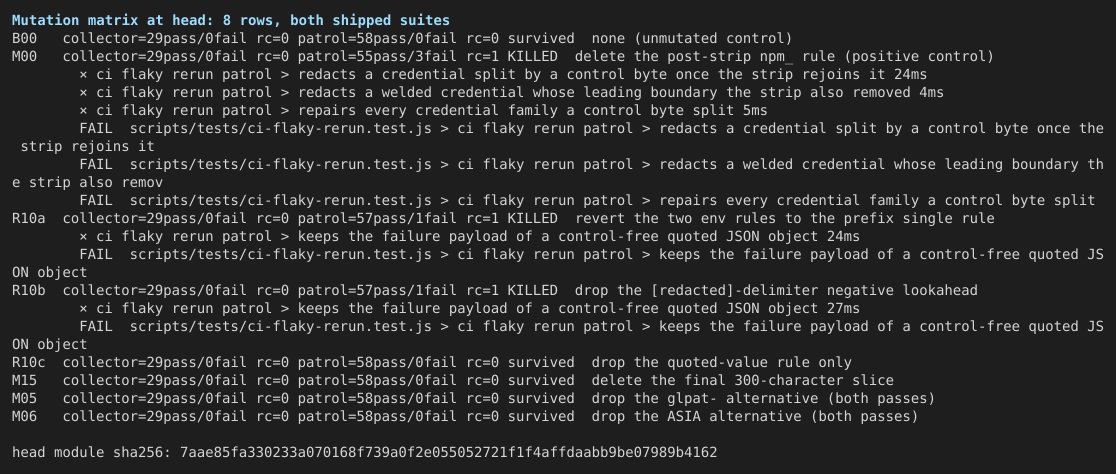 Mutation matrix at head: 8 rows, both shipped suites
B00   collector=29pass/0fail rc=0 patrol=58pass/0fail rc=0 survived  none (unmutated control)
M00   collector=29pass/0fail rc=0 patrol=55pass/3fail rc=1 KILLED  delete the post-strip npm_ rule (positive control)
        × ci flaky rerun patrol > redacts a credential split by a control byte once the strip rejoins it 24ms
        × ci flaky rerun patrol > redacts a welded credential whose leading boundary the strip also removed 4ms
        × ci flaky rerun patrol > repairs every credential family a control byte split 5ms
        FAIL  scripts/tests/ci-flaky-rerun.test.js > ci flaky rerun patrol > redacts a credential split by a control byte once the
 strip rejoins it
        FAIL  scripts/tests/ci-flaky-rerun.test.js > ci flaky rerun patrol > redacts a welded credential whose leading boundary th
e strip also remov
        FAIL  scripts/tests/ci-flaky-rerun.test.js > ci flaky rerun patrol > repairs every credential family a control byte split
R10a  collector=29pass/0fail rc=0 patrol=57pass/1fail rc=1 KILLED  revert the two env rules to the prefix single rule
        × ci flaky rerun patrol > keeps the failure payload of a control-free quoted JSON object 24ms
        FAIL  scripts/tests/ci-flaky-rerun.test.js > ci flaky rerun patrol > keeps the failure payload of a control-free quoted JS
ON object
R10b  collector=29pass/0fail rc=0 patrol=57pass/1fail rc=1 KILLED  drop the [redacted]-delimiter negative lookahead
        × ci flaky rerun patrol > keeps the failure payload of a control-free quoted JSON object 27ms
        FAIL  scripts/tests/ci-flaky-rerun.test.js > ci flaky rerun patrol > keeps the failure payload of a control-free quoted JS
ON object
R10c  collector=29pass/0fail rc=0 patrol=58pass/0fail rc=0 survived  drop the quoted-value rule only
M15   collector=29pass/0fail rc=0 patrol=58pass/0fail rc=0 survived  delete the final 300-character slice
M05   collector=29pass/0fail rc=0 patrol=58pass/0fail rc=0 survived  drop the glpat- alternative (both passes)
M06   collector=29pass/0fail rc=0 patrol=58pass/0fail rc=0 survived  drop the ASIA alternative (both passes)

head module sha256: 7aae85fa330233a070168f739a0f2e055052721f1f4affdaabb9be07989b4162